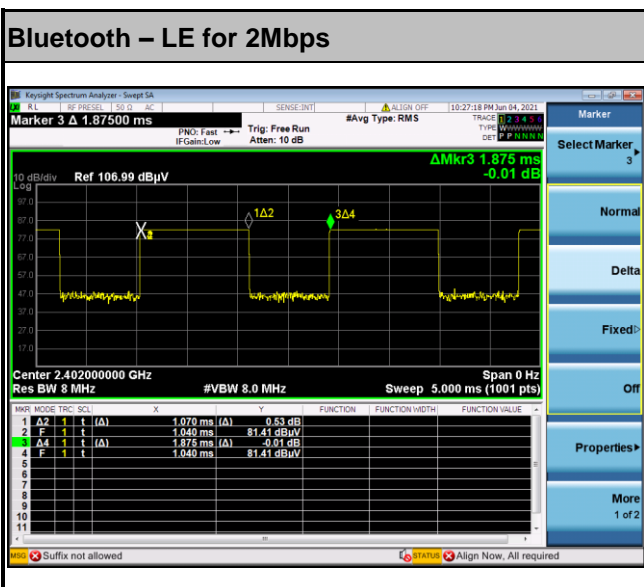 Bluetooth – LE for 2Mbps
Keysight Spectrum Analyzer - Swept SA
RL RF PRESEL 50 Ω AC SENSE:INT ALIGN OFF 10:27:18 PM Jun 04, 2021
Marker 3 Δ 1.87500 ms
PNO: Fast
IFGain:Low
Trig: Free Run
Atten: 10 dB
#Avg Type: RMS
TRACE 1 2 3 4 5 6
TYPE WWWWWW
DET P P N N N N
Marker
Select Marker
3
Normal
Delta
Fixed
Off
Properties
More
1 of 2
ΔMkr3 1.875 ms
-0.01 dB
10 dB/div Ref 106.99 dBµV
Log
97.0
87.0
77.0
67.0
57.0
47.0
37.0
27.0
17.0
1Δ2
3Δ4
Center 2.402000000 GHz Span 0 Hz
Res BW 8 MHz #VBW 8.0 MHz Sweep 5.000 ms (1001 pts)
MKR MODE TRC SCL X Y FUNCTION FUNCTION WIDTH FUNCTION VALUE
1 Δ2 1 t (Δ) 1.070 ms (Δ) 0.53 dB
2 F 1 t 1.040 ms 81.41 dBµV
3 Δ4 1 t (Δ) 1.875 ms (Δ) -0.01 dB
4 F 1 t 1.040 ms 81.41 dBµV
5
6
7
8
9
10
11
MSG Suffix not allowed STATUS Align Now, All required